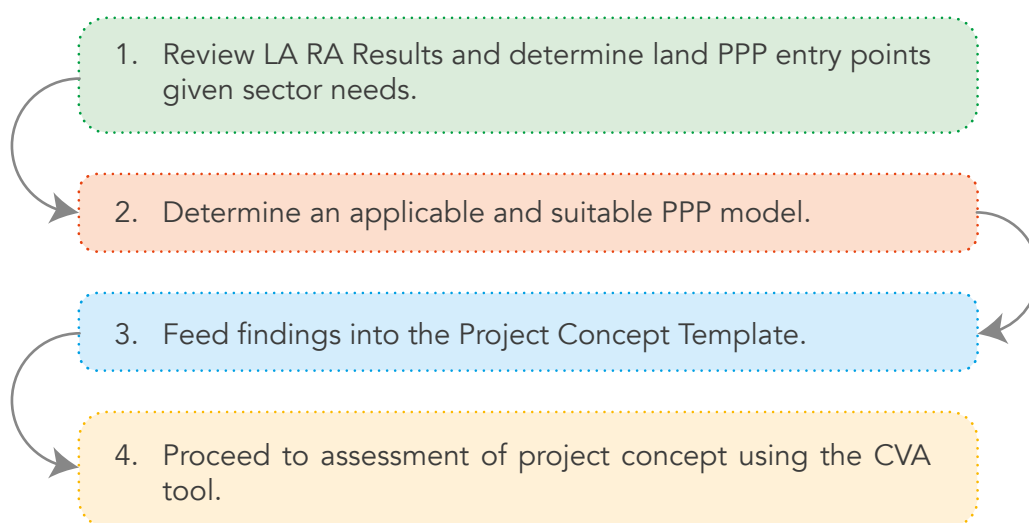 1. Review LA RA Results and determine land PPP entry points
given sector needs.
2. Determine an applicable and suitable PPP model.
3. Feed findings into the Project Concept Template.
4. Proceed to assessment of project concept using the CVA
tool.